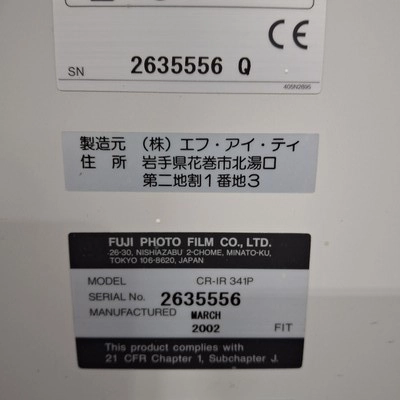 CE
SN 2635556 Q
405N2895
製造元 (株) エフ・アイ・ティ
住 所 岩手県花巻市北湯口
第二地割1番地3
FUJI PHOTO FILM CO., LTD.
26-30, NISHIAZABU 2-CHOME, MINATO-KU,
TOKYO 106-8620, JAPAN
MODEL CR-IR 341P
SERIAL No. 2635556
MANUFACTURED MARCH
2002 FIT
This product complies with
21 CFR Chapter 1, Subchapter J.